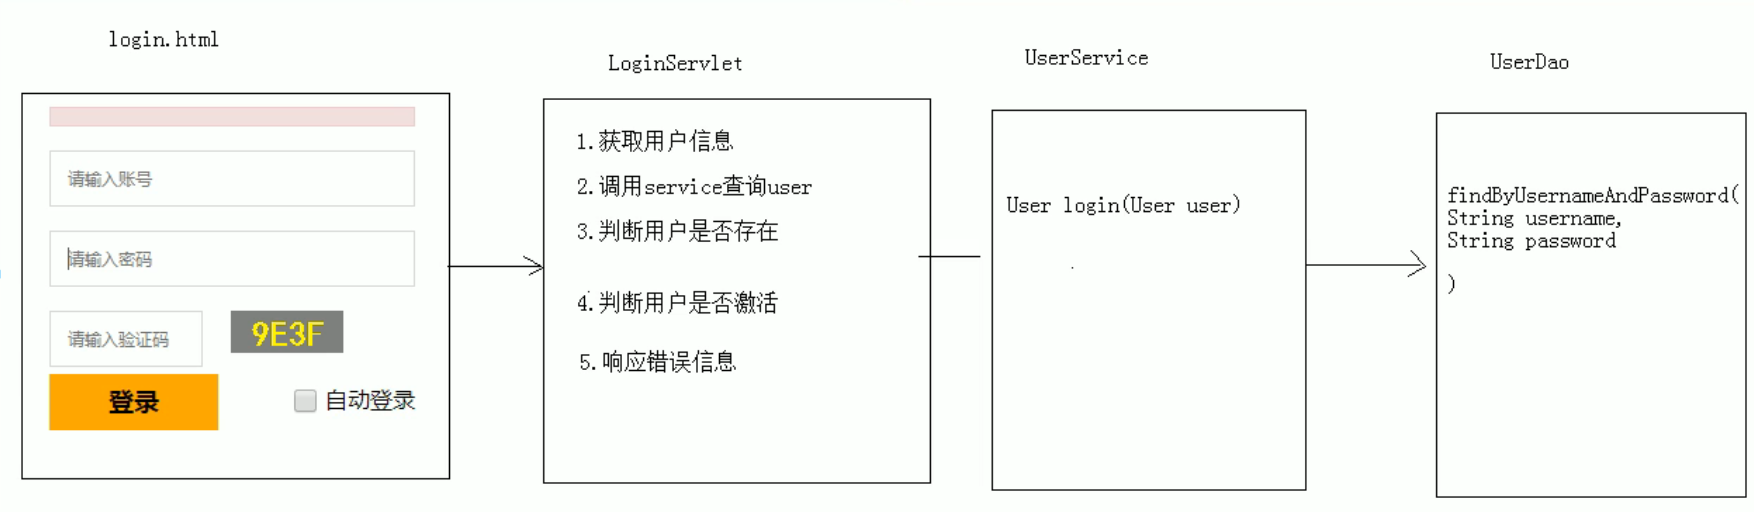 login.html
请输入账号
请输入密码
请输入验证码
9E3F
登录
自动登录
LoginServlet
1.获取用户信息
2.调用service查询user
3.判断用户是否存在
4.判断用户是否激活
5.响应错误信息
UserService
User login(User user)
UserDao
findByUsernameAndPassword(
String username,
String password
)